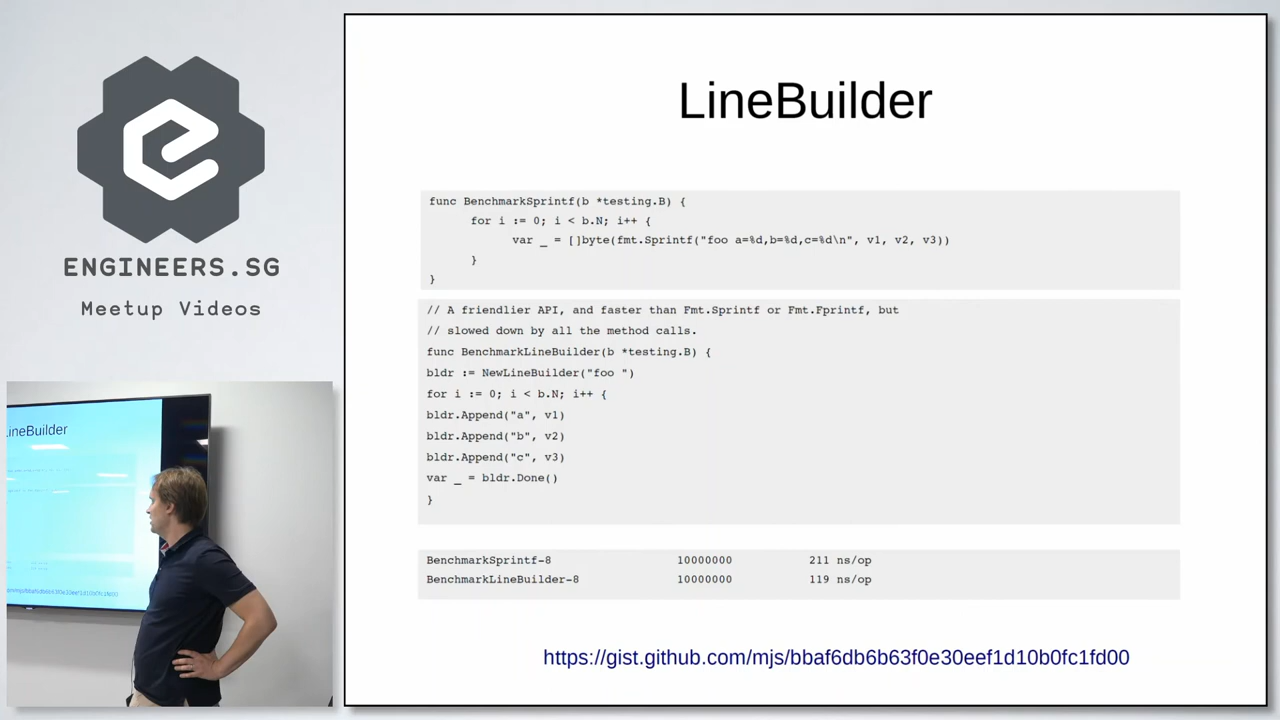 ENGINEERS.SG
Meetup Videos
LineBuilder
func BenchmarkSprintf(b *testing.B) {
for i := 0; i < b.N; i++ {
var _ = []byte(fmt.Sprintf("foo a=%d,b=%d,c=%d\n", v1, v2, v3))
}
}
// A friendlier API, and faster than Fmt.Sprintf or Fmt.Fprintf, but
// slowed down by all the method calls.
func BenchmarkLineBuilder(b *testing.B) {
bldr := NewLineBuilder("foo ")
for i := 0; i < b.N; i++ {
bldr.Append("a", v1)
bldr.Append("b", v2)
bldr.Append("c", v3)
var _ = bldr.Done()
}
BenchmarkSprintf-8 10000000 211 ns/op
BenchmarkLineBuilder-8 10000000 119 ns/op
https://gist.github.com/mjs/bbaf6db6b63f0e30eef1d10b0fc1fd00
LineBuilder